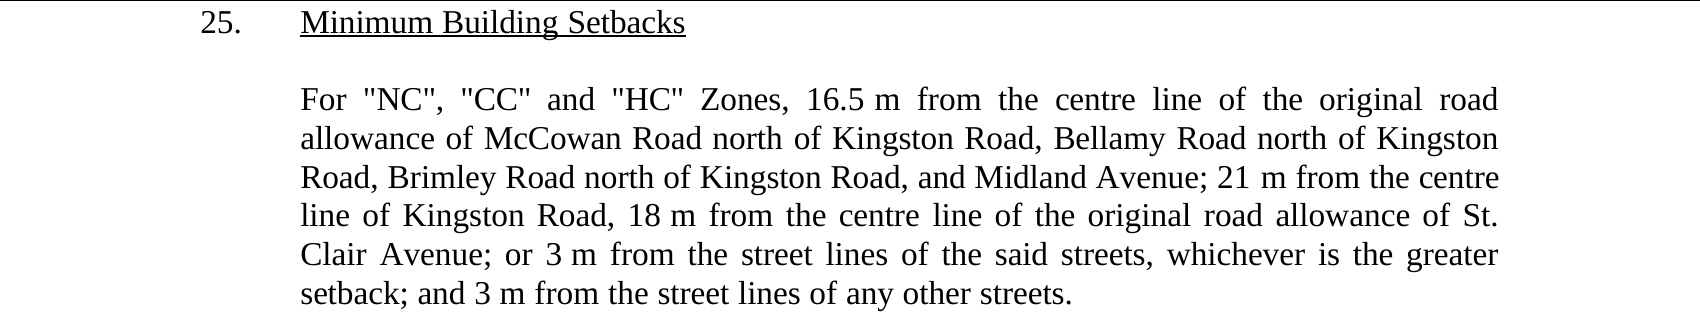 25. Minimum Building Setbacks
For "NC", "CC" and "HC" Zones, 16.5 m from the centre line of the original road
allowance of McCowan Road north of Kingston Road, Bellamy Road north of Kingston
Road, Brimley Road north of Kingston Road, and Midland Avenue; 21 m from the centre
line of Kingston Road, 18 m from the centre line of the original road allowance of St.
Clair Avenue; or 3 m from the street lines of the said streets, whichever is the greater
setback; and 3 m from the street lines of any other streets.